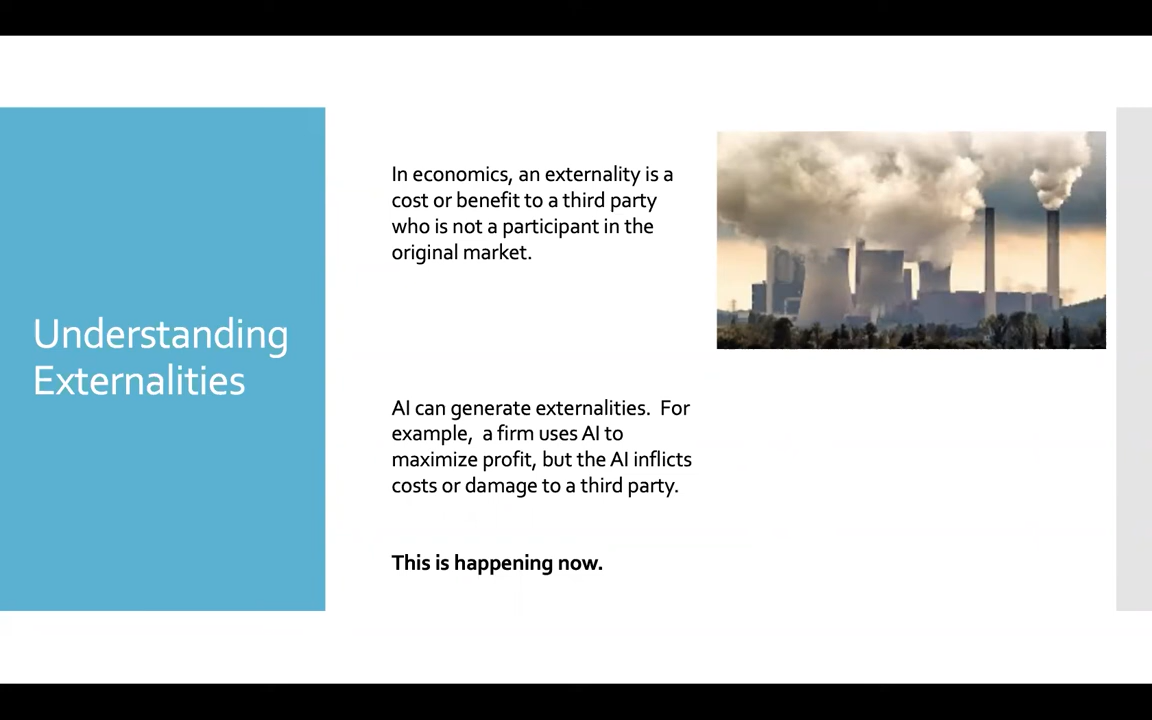 Understanding
Externalities
In economics, an externality is a
cost or benefit to a third party
who is not a participant in the
original market.
AI can generate externalities.  For
example,  a firm uses AI to
maximize profit, but the AI inflicts
costs or damage to a third party.
This is happening now.